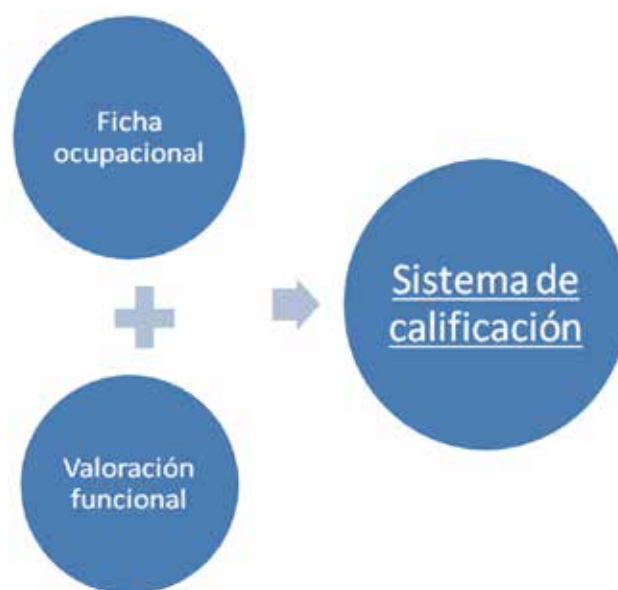 Ficha
ocupacional
Sistema de
calificación
Valoración
funcional